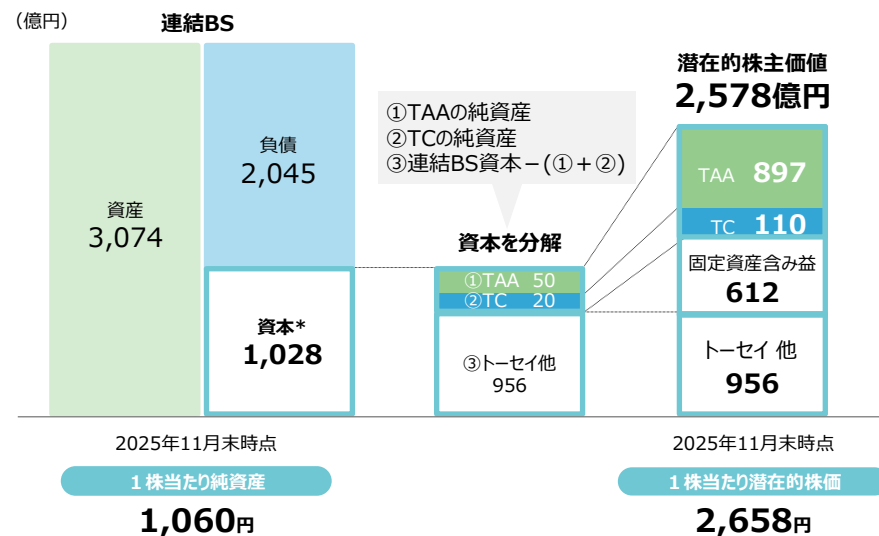 （億円）
連結BS
資産
3,074
負債
2,045
資本*
1,028
2025年11月末時点
１株当たり純資産
1,060円
①TAAの純資産
②TCの純資産
③連結BS資本－(①＋②)
資本を分解
①TAA 50
②TC 20
③トーセイ他
956
潜在的株主価値
2,578億円
TAA 897
TC 110
固定資産含み益
612
トーセイ 他
956
2025年11月末時点
１株当たり潜在的株価
2,658円